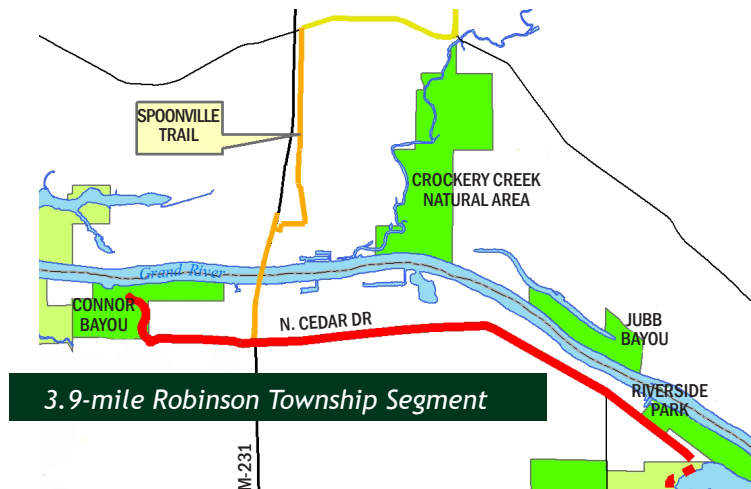 SPOONVILLE
TRAIL
CROCKERY CREEK
NATURAL AREA
Grand River
CONNOR
BAYOU
N. CEDAR DR
JUBB
BAYOU
RIVERSIDE
PARK
3.9-mile Robinson Township Segment
M-231